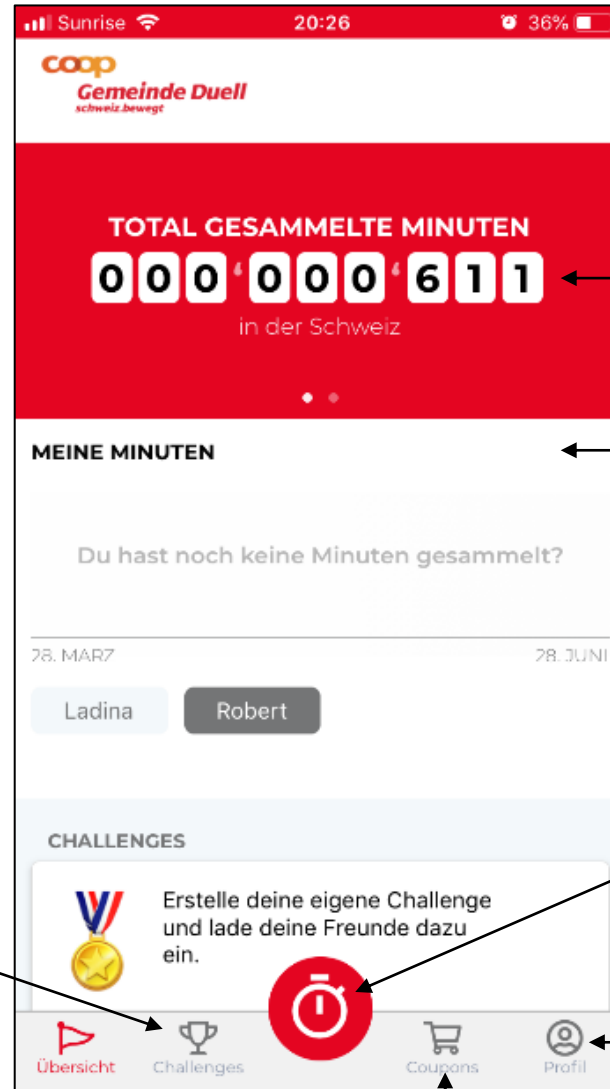 Sunrise 20:26 36%
coop
Gemeinde Duell
schweiz.bewegt
TOTAL GESAMMELTE MINUTEN
000‘000‘611
in der Schweiz
MEINE MINUTEN
Du hast noch keine Minuten gesammelt?
28. MÄRZ 28. JUNI
Ladina Robert
CHALLENGES
Erstelle deine eigene Challenge
und lade deine Freunde dazu
ein.
Übersicht Challenges Coupons Profil